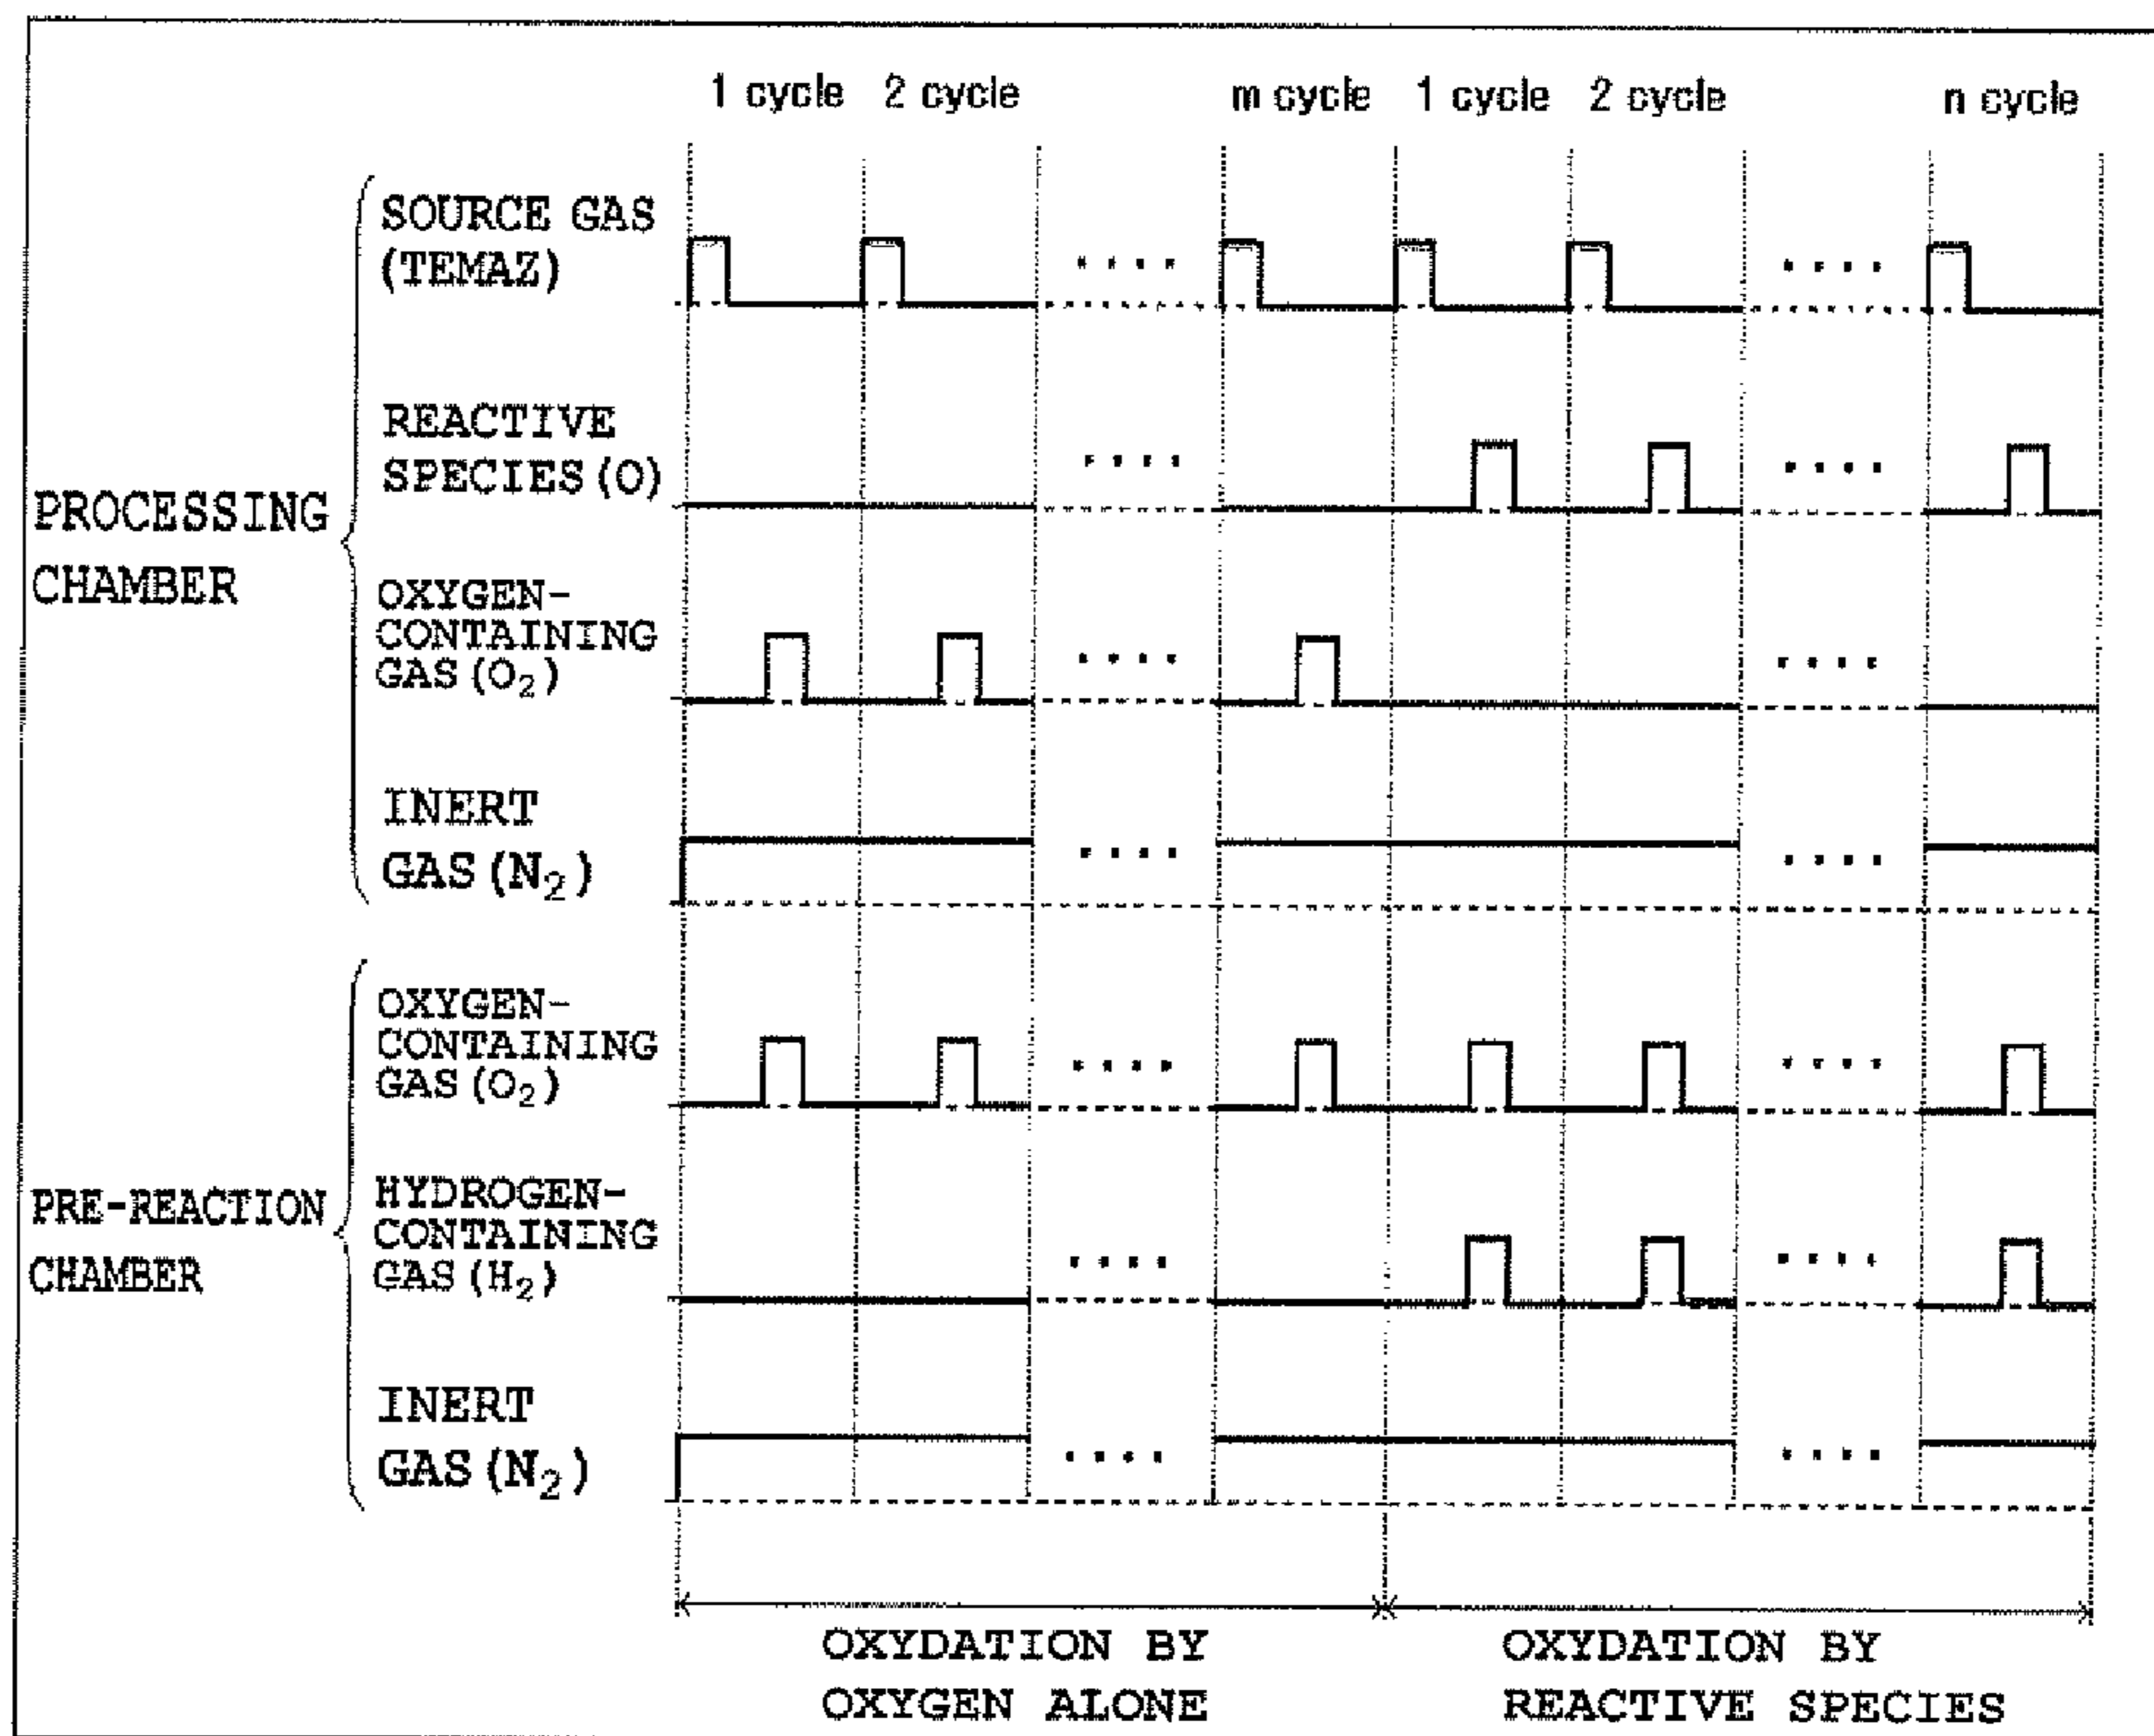 1 cycle 2 cycle m cycle 1 cycle 2 cycle n cycle
PROCESSING
CHAMBER
SOURCE GAS
(TEMAZ)
REACTIVE
SPECIES (O)
OXYGEN-
CONTAINING
GAS (O₂)
INERT
GAS (N₂)
PRE-REACTION
CHAMBER
OXYGEN-
CONTAINING
GAS (O₂)
HYDROGEN-
CONTAINING
GAS (H₂)
INERT
GAS (N₂)
OXYDATION BY
OXYGEN ALONE
OXYDATION BY
REACTIVE SPECIES